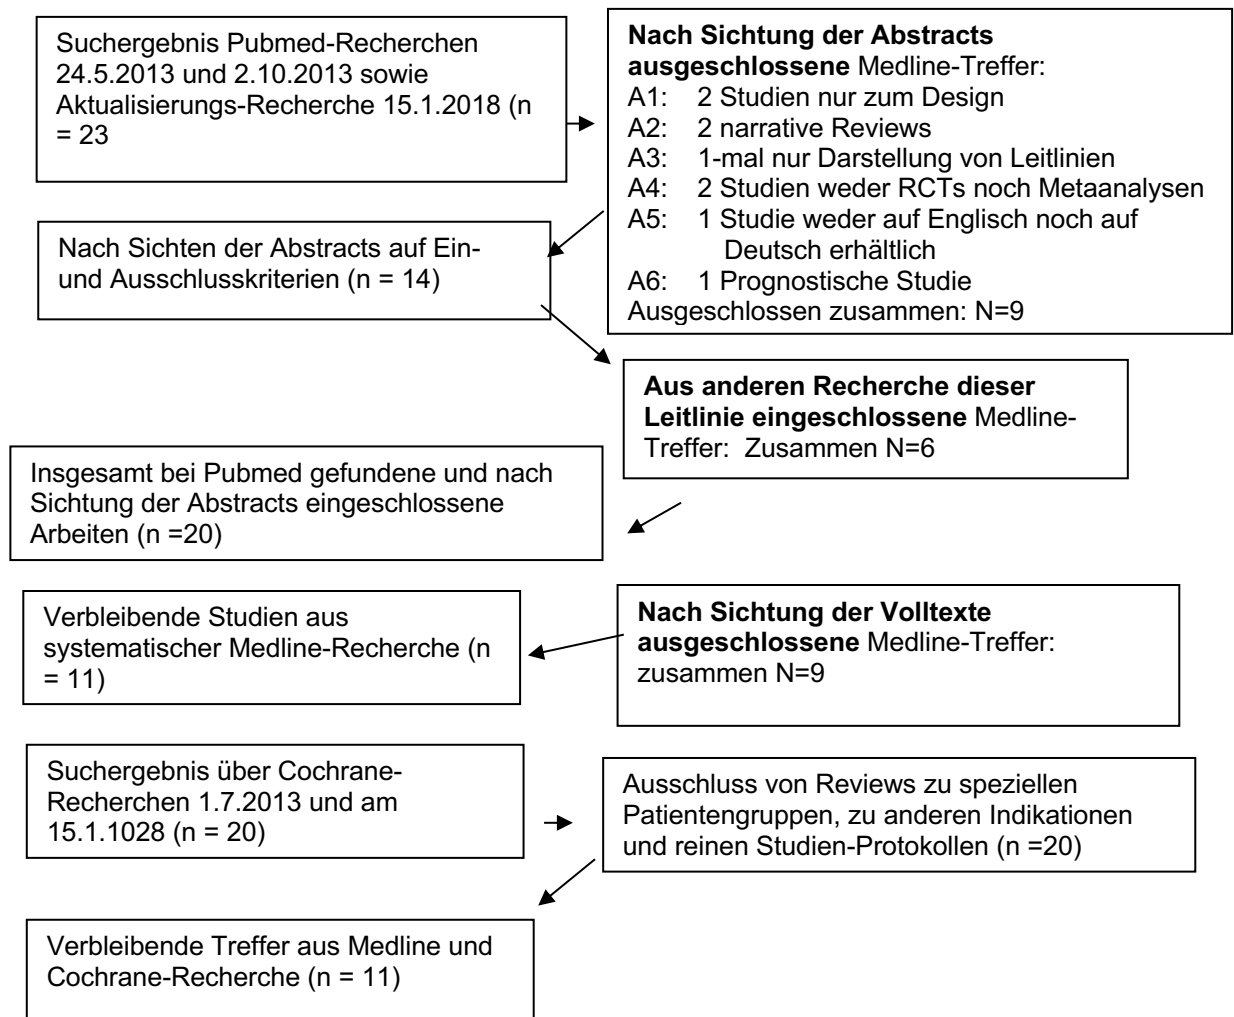 Suchergebnis Pubmed-Recherchen
24.5.2013 und 2.10.2013 sowie
Aktualisierungs-Recherche 15.1.2018 (n
= 23
Nach Sichtung der Abstracts
ausgeschlossene Medline-Treffer:
A1: 2 Studien nur zum Design
A2: 2 narrative Reviews
A3: 1-mal nur Darstellung von Leitlinien
A4: 2 Studien weder RCTs noch Metaanalysen
A5: 1 Studie weder auf Englisch noch auf
Deutsch erhältlich
A6: 1 Prognostische Studie
Ausgeschlossen zusammen: N=9
Nach Sichten der Abstracts auf Ein-
und Ausschlusskriterien (n = 14)
Aus anderen Recherche dieser
Leitlinie eingeschlossene Medline-
Treffer: Zusammen N=6
Insgesamt bei Pubmed gefundene und nach
Sichtung der Abstracts eingeschlossene
Arbeiten (n =20)
Nach Sichtung der Volltexte
ausgeschlossene Medline-Treffer:
zusammen N=9
Verbleibende Studien aus
systematischer Medline-Recherche (n
= 11)
Suchergebnis über Cochrane-
Recherchen 1.7.2013 und am
15.1.1028 (n = 20)
Ausschluss von Reviews zu speziellen
Patientengruppen, zu anderen Indikationen
und reinen Studien-Protokollen (n =20)
Verbleibende Treffer aus Medline und
Cochrane-Recherche (n = 11)